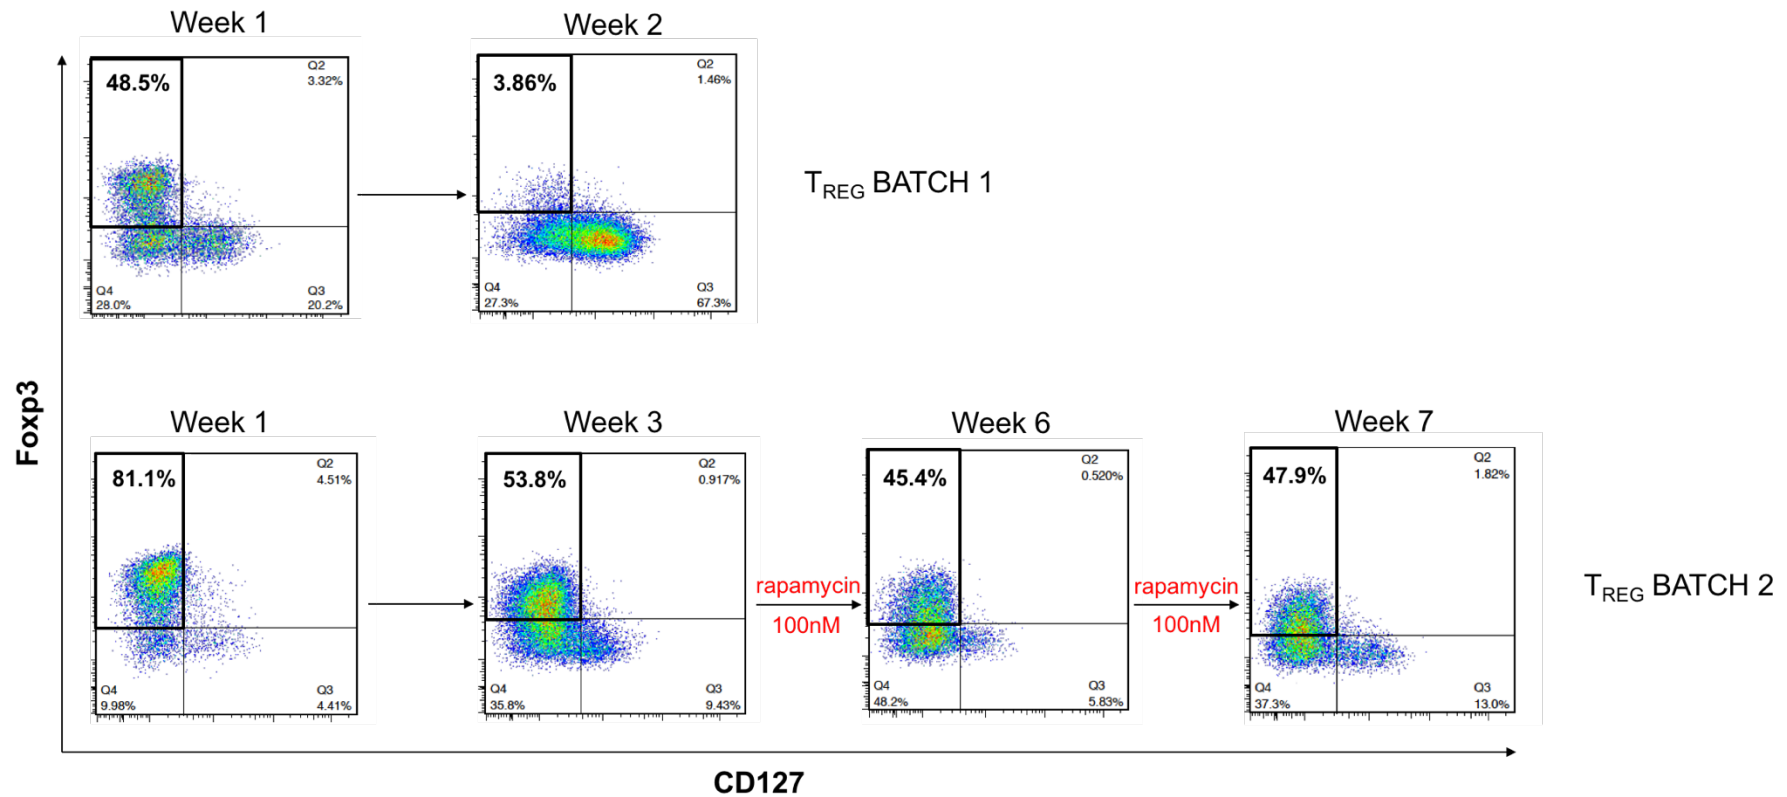 Week 1
Week 2
48.5%
Q2
3.32%
Q4
28.0%
Q3
20.2%
3.86%
Q2
1.46%
Q4
27.3%
Q3
67.3%
TREG BATCH 1
Foxp3
Week 1
Week 3
Week 6
Week 7
81.1%
Q2
4.51%
Q4
9.98%
Q3
4.41%
53.8%
Q2
0.917%
Q4
35.8%
Q3
9.43%
rapamycin
100nM
45.4%
Q2
0.520%
Q4
48.2%
Q3
5.83%
rapamycin
100nM
47.9%
Q2
1.82%
Q4
37.3%
Q3
13.0%
TREG BATCH 2
CD127